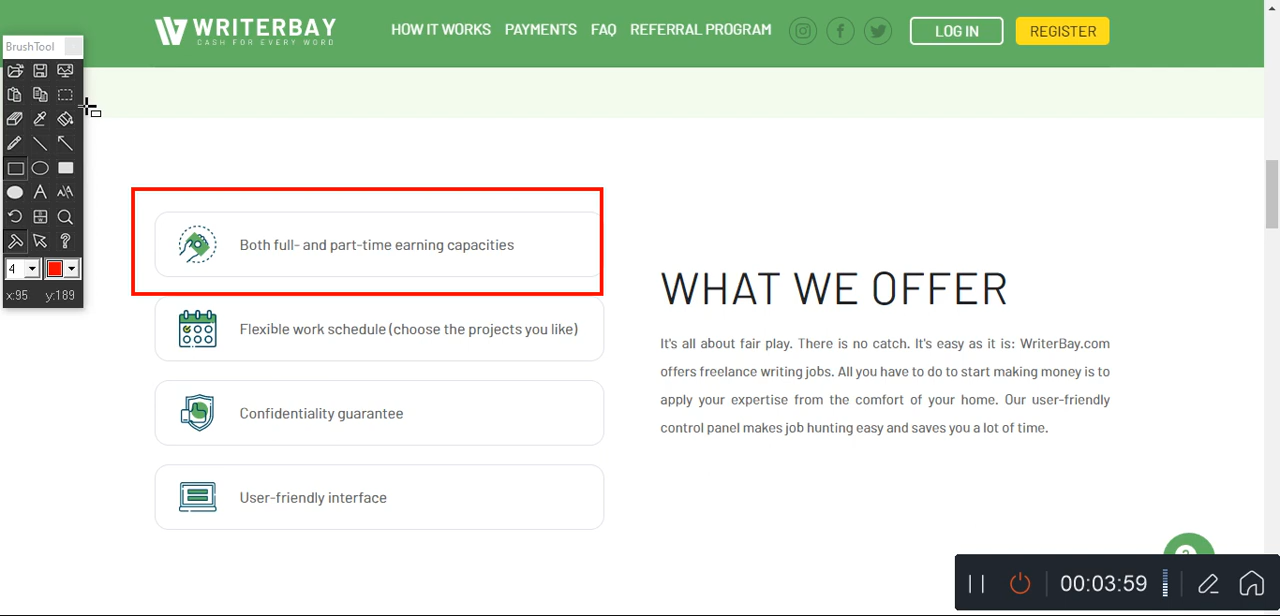 WRITERBAY
CASH FOR EVERY WORD
HOW IT WORKS PAYMENTS FAQ REFERRAL PROGRAM
LOG IN
REGISTER
BrushTool
4
x:95 y:189
Both full- and part-time earning capacities
Flexible work schedule (choose the projects you like)
Confidentiality guarantee
User-friendly interface
WHAT WE OFFER
It's all about fair play. There is no catch. It's easy as it is: WriterBay.com
offers freelance writing jobs. All you have to do to start making money is to
apply your expertise from the comfort of your home. Our user-friendly
control panel makes job hunting easy and saves you a lot of time.
00:03:59